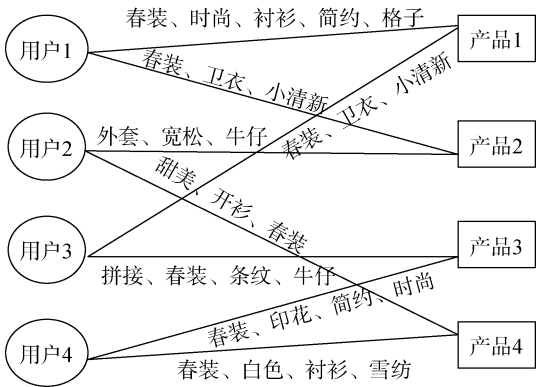 春装、时尚、衬衫、简约、格子
用户1
产品1
春装、卫衣、小清新
春装、卫衣、小清新
用户2
外套、宽松、牛仔
产品2
甜美、开衫、春装
用户3
产品3
拼接、春装、条纹、牛仔
春装、印花、简约、时尚
用户4
产品4
春装、白色、衬衫、雪纺